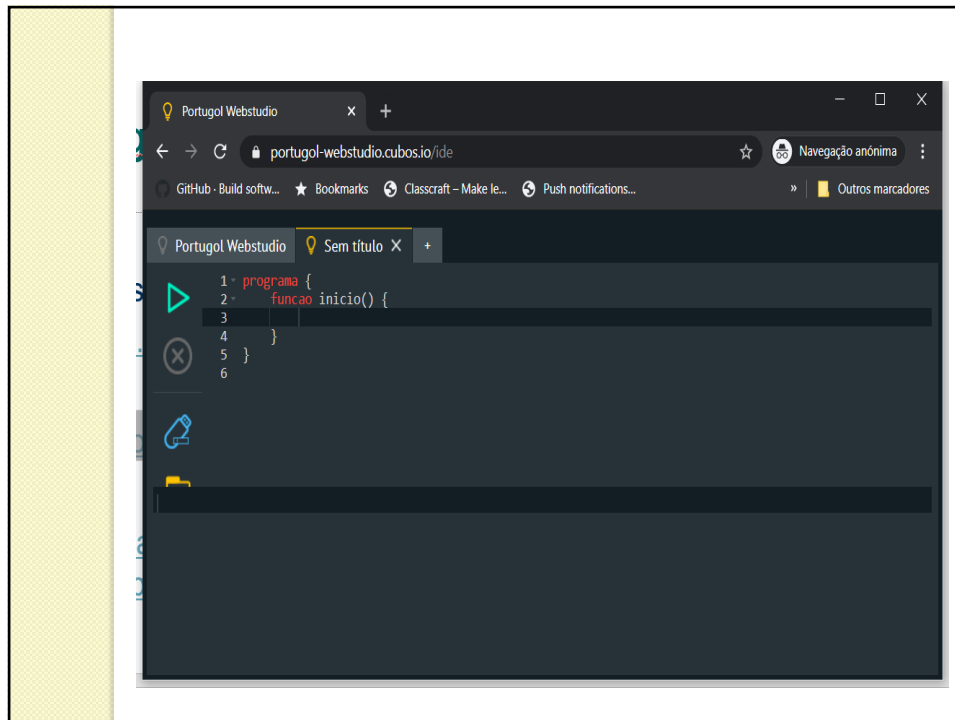 Portugol Webstudio
portugol-webstudio.cubos.io/ide
Navegação anónima
GitHub · Build softw...
Bookmarks
Classcraft – Make le...
Push notifications...
»
Outros marcadores
Portugol Webstudio
Sem título
+
1 programa {
2 funcao inicio() {
3
4 }
5 }
6